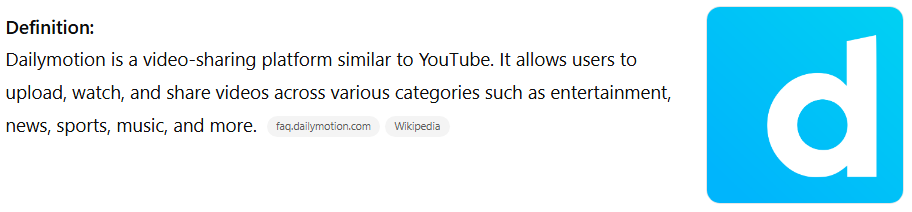 Definition:
Dailymotion is a video-sharing platform similar to YouTube. It allows users to
upload, watch, and share videos across various categories such as entertainment,
news, sports, music, and more. faq.dailymotion.com Wikipedia
d